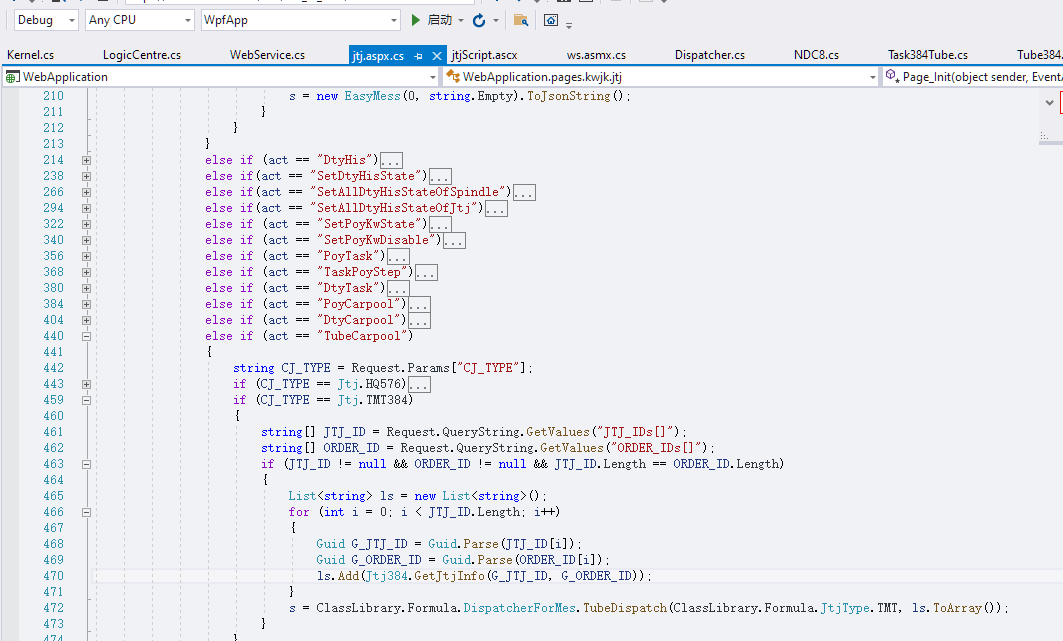 Debug Any CPU WpfApp 启动
Kernel.cs LogicCentre.cs WebService.cs jtj.aspx.cs jtjScript.ascx ws.asmx.cs Dispatcher.cs NDC8.cs Task384Tube.cs Tube384.
WebApplication WebApplication.pages.kwjk.jtj Page_Init(object sender, Event
210 s = new EasyMess(0, string.Empty).ToJsonString();
211 }
212 }
213 }
214 else if (act == "DtyHis")...
238 else if(act == "SetDtyHisState")...
266 else if(act == "SetAllDtyHisStateOfSpindle")...
294 else if(act == "SetAllDtyHisStateOfJtj")...
322 else if (act == "SetPoyKwState")...
340 else if (act == "SetPoyKwDisable")...
356 else if (act == "PoyTask")...
368 else if (act == "TaskPoyStep")...
380 else if (act == "DtyTask")...
384 else if (act == "PoyCarpool")...
404 else if (act == "DtyCarpool")...
440 else if (act == "TubeCarpool")
441 {
442 string CJ_TYPE = Request.Params["CJ_TYPE"];
443 if (CJ_TYPE == Jtj.HQ576)...
459 if (CJ_TYPE == Jtj.TMT384)
460 {
461 string[] JTJ_ID = Request.QueryString.GetValues("JTJ_IDs[]");
462 string[] ORDER_ID = Request.QueryString.GetValues("ORDER_IDs[]");
463 if (JTJ_ID != null && ORDER_ID != null && JTJ_ID.Length == ORDER_ID.Length)
464 {
465 List<string> ls = new List<string>();
466 for (int i = 0; i < JTJ_ID.Length; i++)
467 {
468 Guid G_JTJ_ID = Guid.Parse(JTJ_ID[i]);
469 Guid G_ORDER_ID = Guid.Parse(ORDER_ID[i]);
470 ls.Add(Jtj384.GetJtjInfo(G_JTJ_ID, G_ORDER_ID));
471 }
472 s = ClassLibrary.Formula.DispatcherForMes.TubeDispatch(ClassLibrary.Formula.JtjType.TMT, ls.ToArray());
473 }
474 }